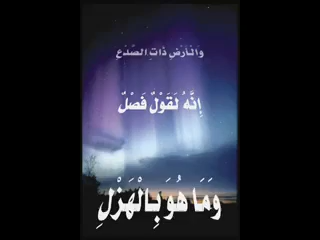 وَالْأَرْضِ ذَاتِ الصَّدْعِ
إِنَّهُ لَقَوْلٌ فَصْلٌ
وَمَا هُوَ بِالْهَزْلِ